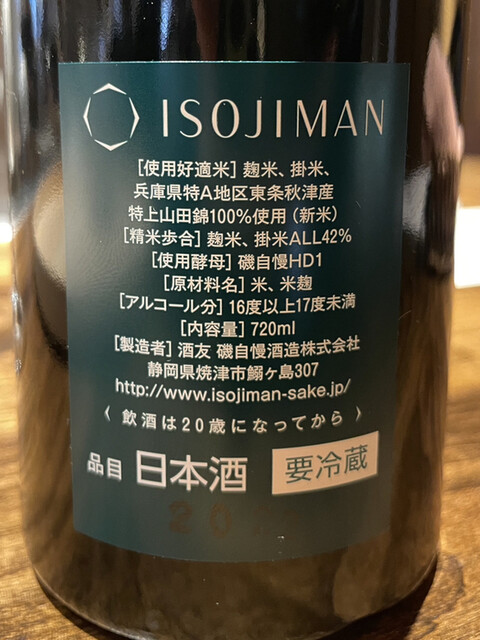 ISOJIMAN
[使用好適米] 麹米、掛米、
兵庫県特A地区東条秋津産
特上山田錦100%使用（新米）
[精米歩合] 麹米、掛米ALL42%
[使用酵母] 磯自慢HD1
[原材料名] 米、米麹
[アルコール分] 16度以上17度未満
[内容量] 720ml
[製造者] 酒友 磯自慢酒造株式会社
静岡県焼津市鰯ヶ島307
http://www.isojiman-sake.jp/
〈 飲酒は20歳になってから 〉
品目 日本酒 要冷蔵